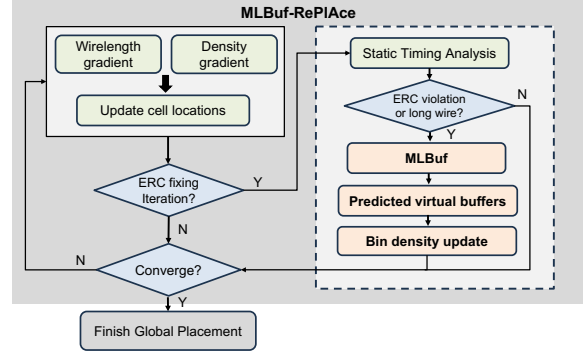 MLBuf-RePlAce
Wirelength
gradient
Density
gradient
Update cell locations
ERC fixing
Iteration?
Y
N
Converge?
N
Y
Finish Global Placement
Static Timing Analysis
ERC violation
or long wire?
N
Y
MLBuf
Predicted virtual buffers
Bin density update